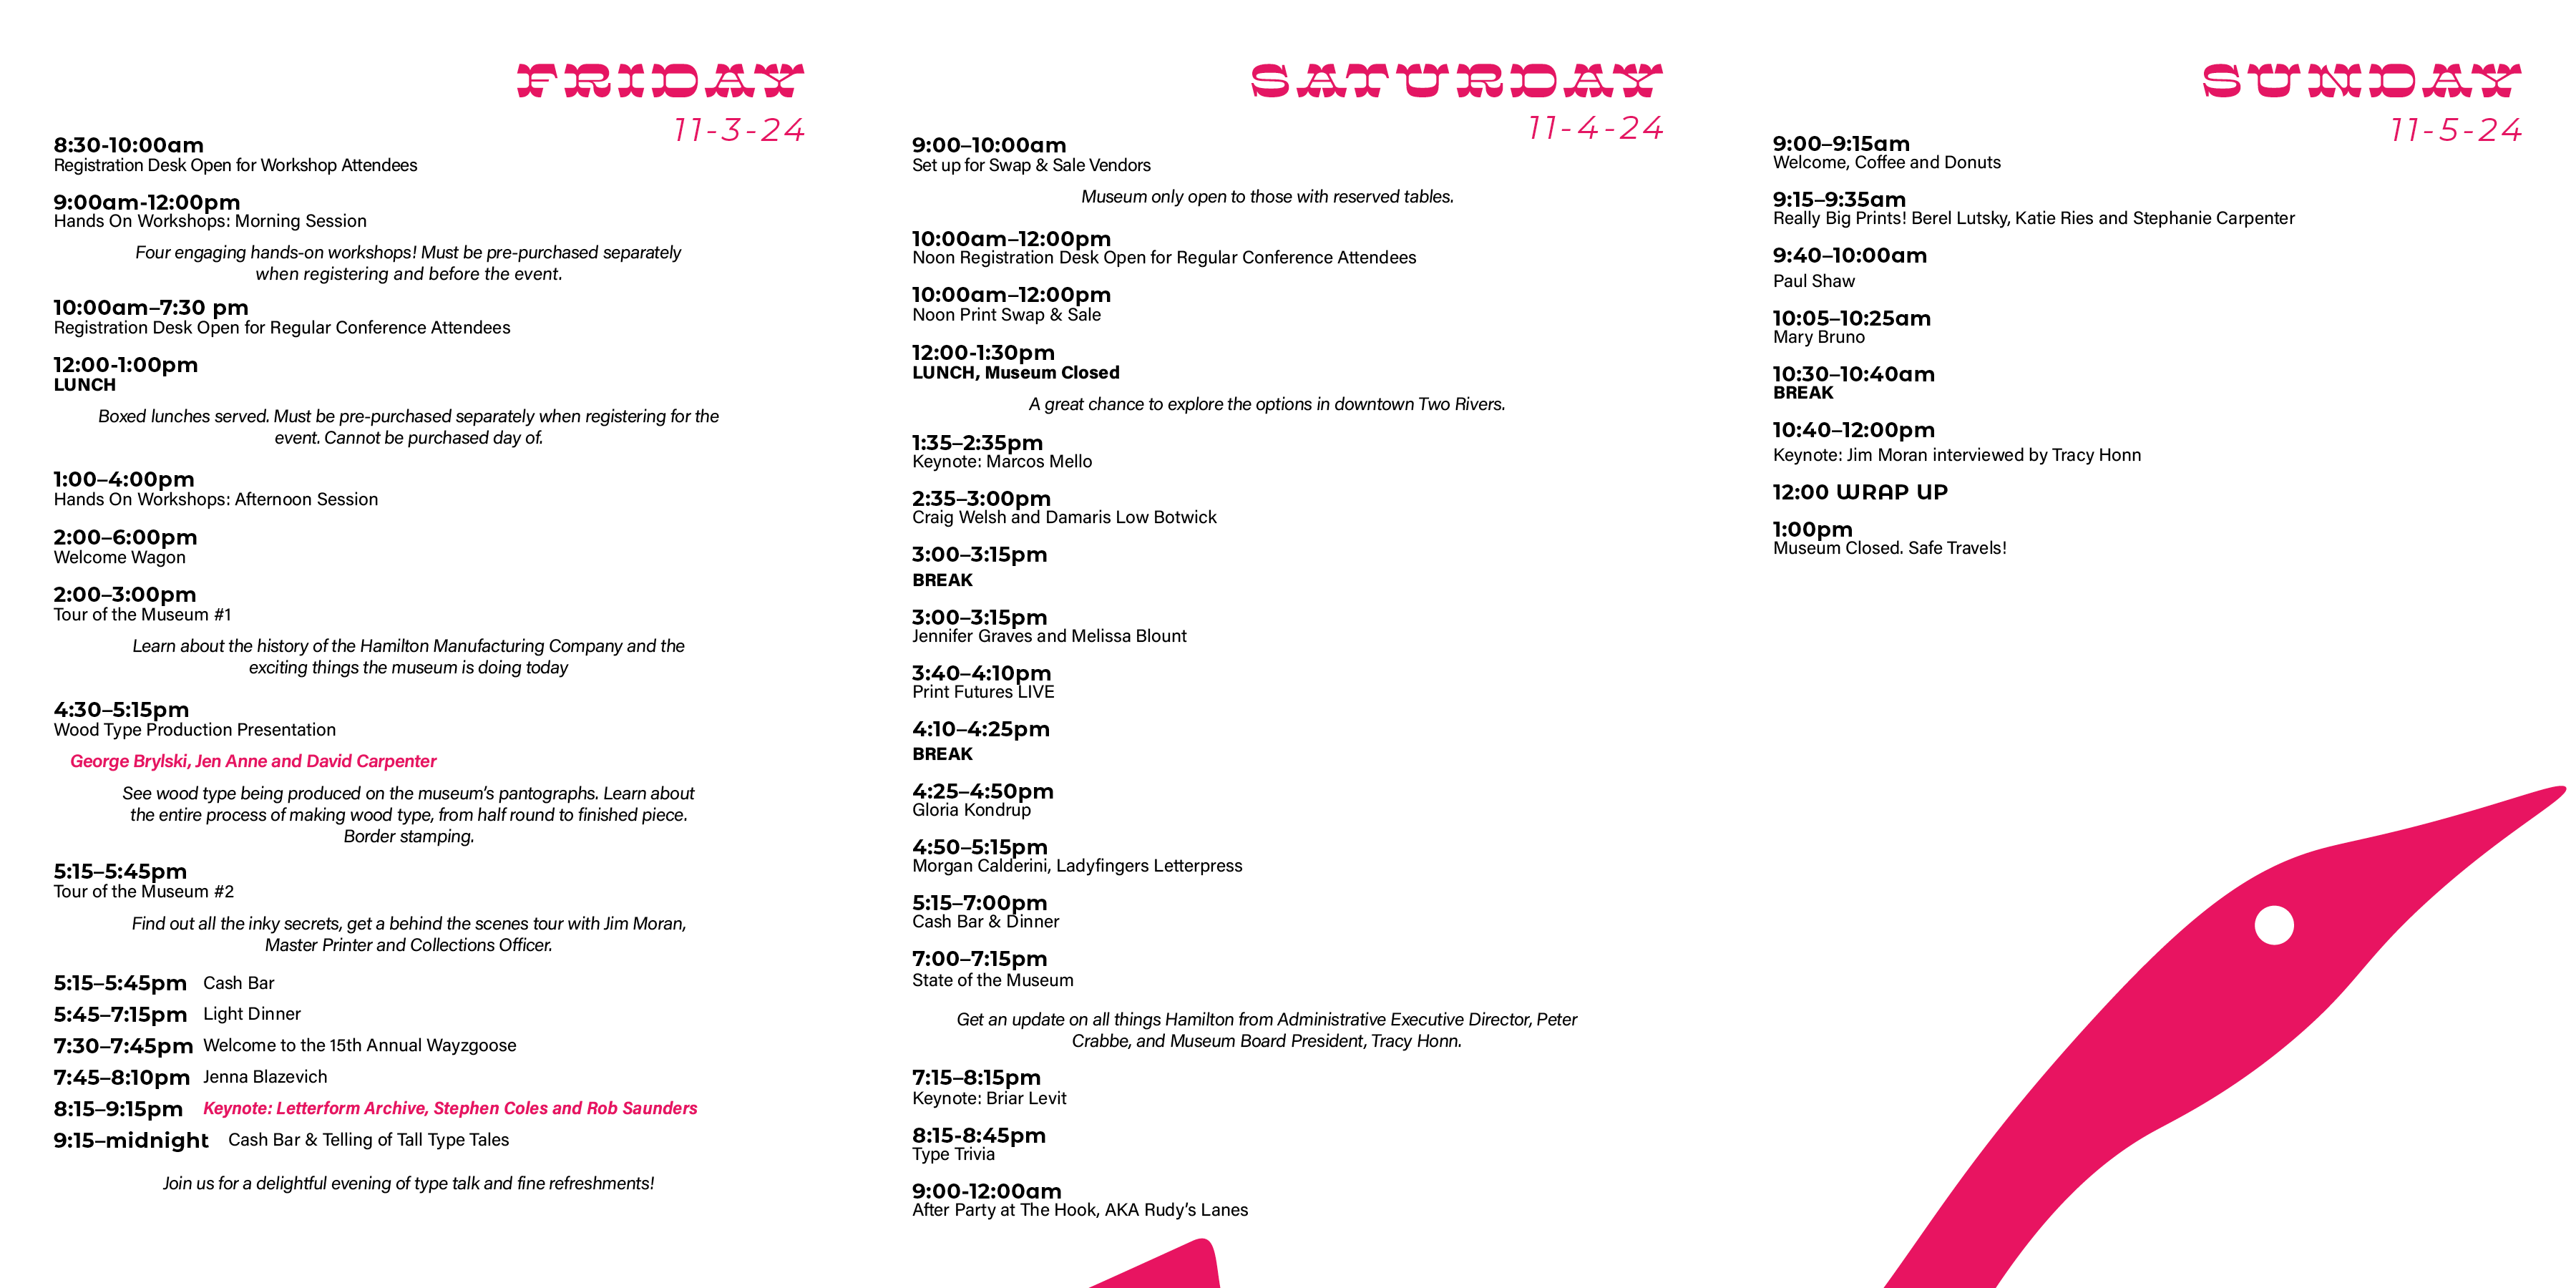 FRIDAY
11-3-24
8:30-10:00am
Registration Desk Open for Workshop Attendees
9:00am-12:00pm
Hands On Workshops: Morning Session
Four engaging hands-on workshops! Must be pre-purchased separately
when registering and before the event.
10:00am–7:30 pm
Registration Desk Open for Regular Conference Attendees
12:00-1:00pm
LUNCH
Boxed lunches served. Must be pre-purchased separately when registering for the
event. Cannot be purchased day of.
1:00–4:00pm
Hands On Workshops: Afternoon Session
2:00–6:00pm
Welcome Wagon
2:00–3:00pm
Tour of the Museum #1
Learn about the history of the Hamilton Manufacturing Company and the
exciting things the museum is doing today
4:30–5:15pm
Wood Type Production Presentation
George Brylski, Jen Anne and David Carpenter
See wood type being produced on the museum's pantographs. Learn about
the entire process of making wood type, from half round to finished piece.
Border stamping.
5:15–5:45pm
Tour of the Museum #2
Find out all the inky secrets, get a behind the scenes tour with Jim Moran,
Master Printer and Collections Officer.
5:15–5:45pm Cash Bar
5:45–7:15pm Light Dinner
7:30–7:45pm Welcome to the 15th Annual Wayzgoose
7:45–8:10pm Jenna Blazevich
8:15–9:15pm Keynote: Letterform Archive, Stephen Coles and Rob Saunders
9:15–midnight Cash Bar & Telling of Tall Type Tales
Join us for a delightful evening of type talk and fine refreshments!
SATURDAY
11-4-24
9:00–10:00am
Set up for Swap & Sale Vendors
Museum only open to those with reserved tables.
10:00am–12:00pm
Noon Registration Desk Open for Regular Conference Attendees
10:00am–12:00pm
Noon Print Swap & Sale
12:00-1:30pm
LUNCH, Museum Closed
A great chance to explore the options in downtown Two Rivers.
1:35–2:35pm
Keynote: Marcos Mello
2:35–3:00pm
Craig Welsh and Damaris Low Botwick
3:00–3:15pm
BREAK
3:00–3:15pm
Jennifer Graves and Melissa Blount
3:40–4:10pm
Print Futures LIVE
4:10–4:25pm
BREAK
4:25–4:50pm
Gloria Kondrup
4:50–5:15pm
Morgan Calderini, Ladyfingers Letterpress
5:15–7:00pm
Cash Bar & Dinner
7:00–7:15pm
State of the Museum
Get an update on all things Hamilton from Administrative Executive Director, Peter
Crabbe, and Museum Board President, Tracy Honn.
7:15–8:15pm
Keynote: Briar Levit
8:15-8:45pm
Type Trivia
9:00-12:00am
After Party at The Hook, AKA Rudy's Lanes
SUNDAY
11-5-24
9:00–9:15am
Welcome, Coffee and Donuts
9:15–9:35am
Really Big Prints! Berel Lutsky, Katie Ries and Stephanie Carpenter
9:40–10:00am
Paul Shaw
10:05–10:25am
Mary Bruno
10:30–10:40am
BREAK
10:40–12:00pm
Keynote: Jim Moran interviewed by Tracy Honn
12:00 WRAP UP
1:00pm
Museum Closed. Safe Travels!